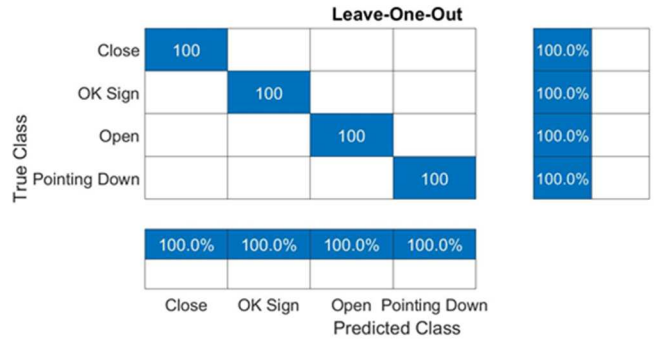 Leave-One-Out
True Class
Close 100 100.0%
OK Sign 100 100.0%
Open 100 100.0%
Pointing Down 100 100.0%
100.0% 100.0% 100.0% 100.0%
Close OK Sign Open Pointing Down
Predicted Class